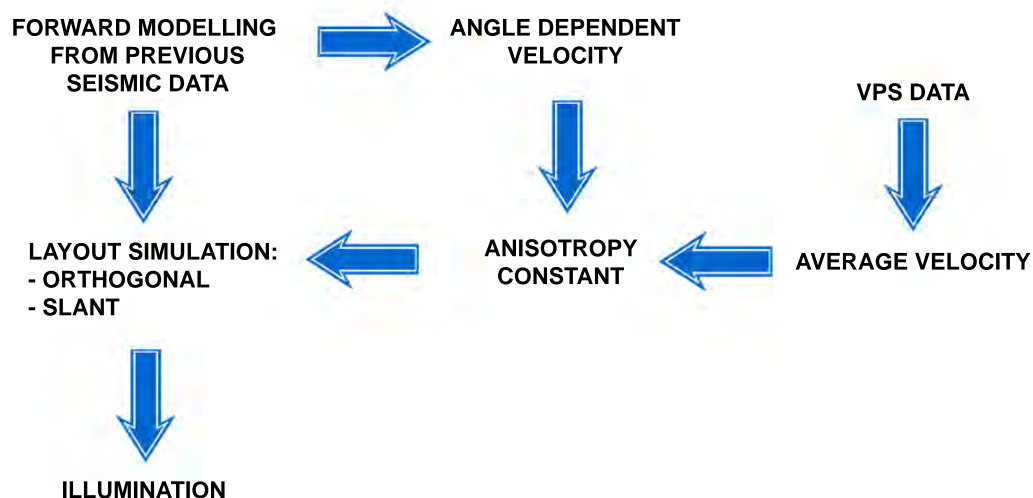 FORWARD MODELLING
FROM PREVIOUS
SEISMIC DATA
ANGLE DEPENDENT
VELOCITY
VPS DATA
LAYOUT SIMULATION:
- ORTHOGONAL
- SLANT
ANISOTROPY
CONSTANT
AVERAGE VELOCITY
ILLUMINATION